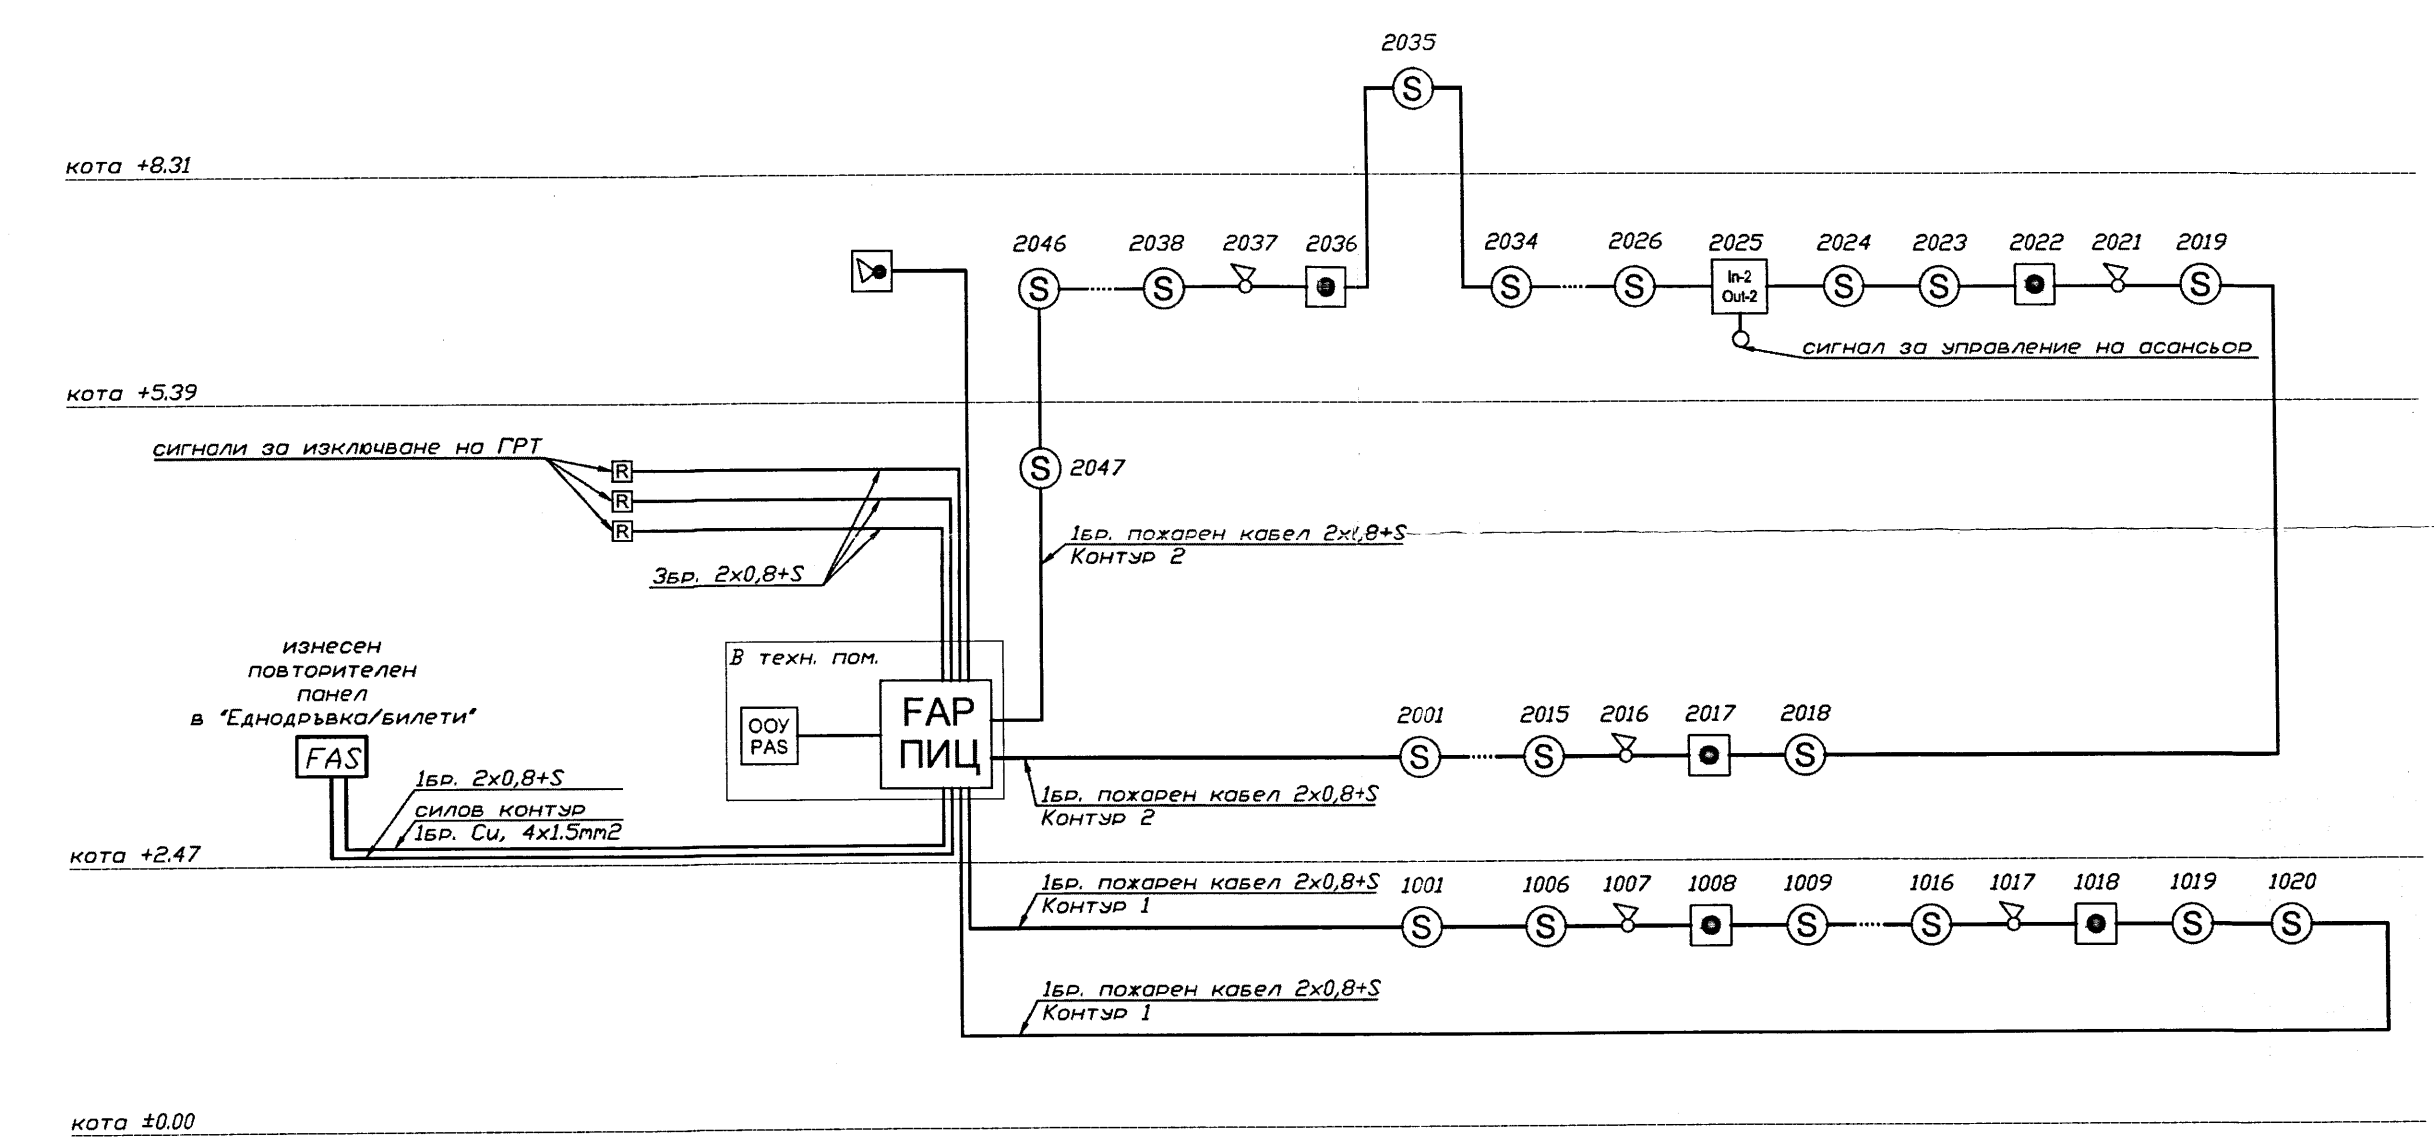 2035
кота +8.31
2046
2038
2037
2036
2034
2026
2025
2024
2023
2022
2021
2019
S
S
S
S
S
In-2
Out-2
S
S
S
сигнал за управление на асансьор
кота +5.39
сигнали за изключване на ГРТ
R
R
R
S
2047
1бр. пожарен кабел 2x0,8+S
Контур 2
3бр. 2x0,8+S
изнесен
повторителен
панел
в "Еднодръвка/билети"
FAS
В техн. пом.
ООУ
PAS
FAP
ПИЦ
2001
2015
2016
2017
2018
S
S
S
1бр. пожарен кабел 2x0,8+S
Контур 2
1бр. 2x0,8+S
силов контур
1бр. Cu, 4x1.5mm2
кота +2.47
1бр. пожарен кабел 2x0,8+S
Контур 1
1001
1006
1007
1008
1009
1016
1017
1018
1019
1020
S
S
S
S
S
S
1бр. пожарен кабел 2x0,8+S
Контур 1
кота ±0.00